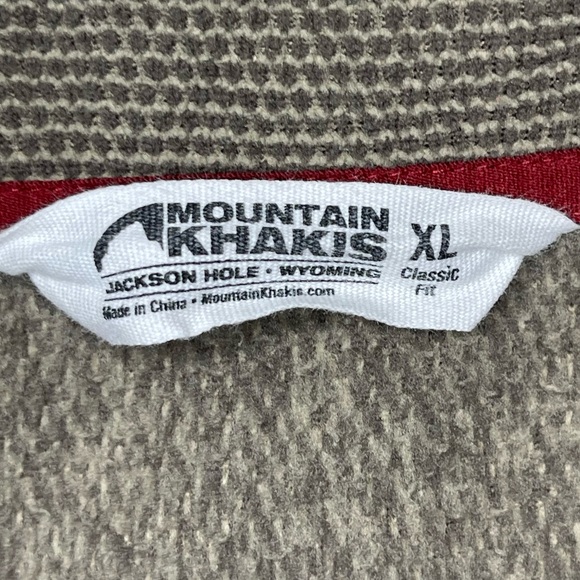 MOUNTAIN
KHAKIS
JACKSON HOLE • WYOMING
Made in China • MountainKhakis.com
XL
Classic
Fit